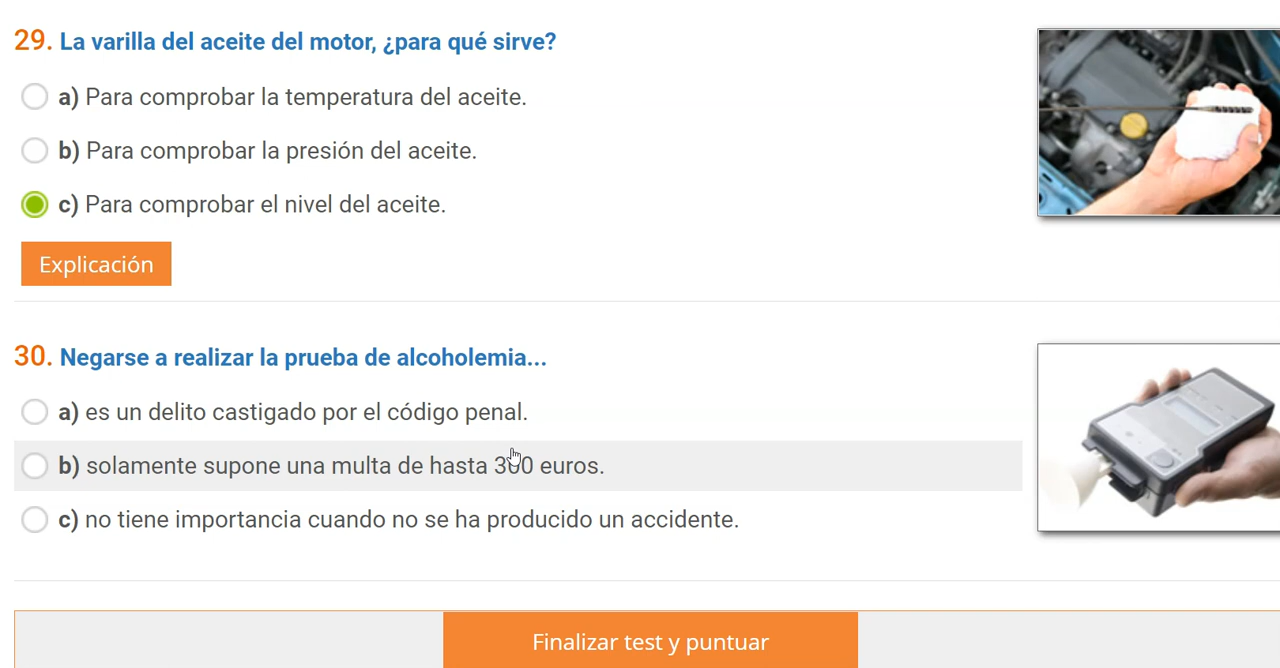 29. La varilla del aceite del motor, ¿para qué sirve?
a) Para comprobar la temperatura del aceite.
b) Para comprobar la presión del aceite.
c) Para comprobar el nivel del aceite.
Explicación
30. Negarse a realizar la prueba de alcoholemia...
a) es un delito castigado por el código penal.
b) solamente supone una multa de hasta 300 euros.
c) no tiene importancia cuando no se ha producido un accidente.
Finalizar test y puntuar